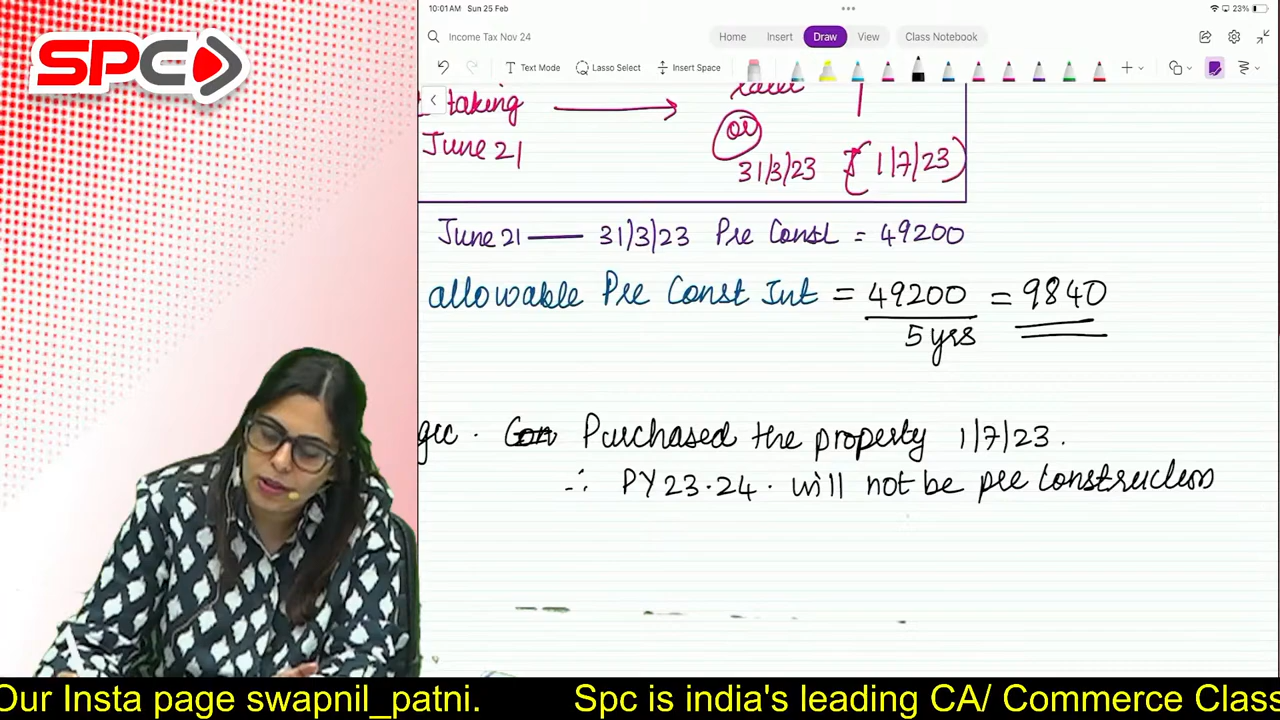 10:01 AM Sun 25 Feb
23%
SPC
Income Tax Nov 24
Home Insert Draw View Class Notebook
Text Mode Lasso Select Insert Space
taking
or
June 21
31/3/23 1/7/23
June 21 —— 31/3/23 Pre Const = 49200
allowable Pre Const Int = 49200 = 9840
5 yrs
Purchased the property 1/7/23.
∴ PY 23.24. will not be pre construction
Our Insta page swapnil_patni. Spc is india's leading CA/ Commerce Class